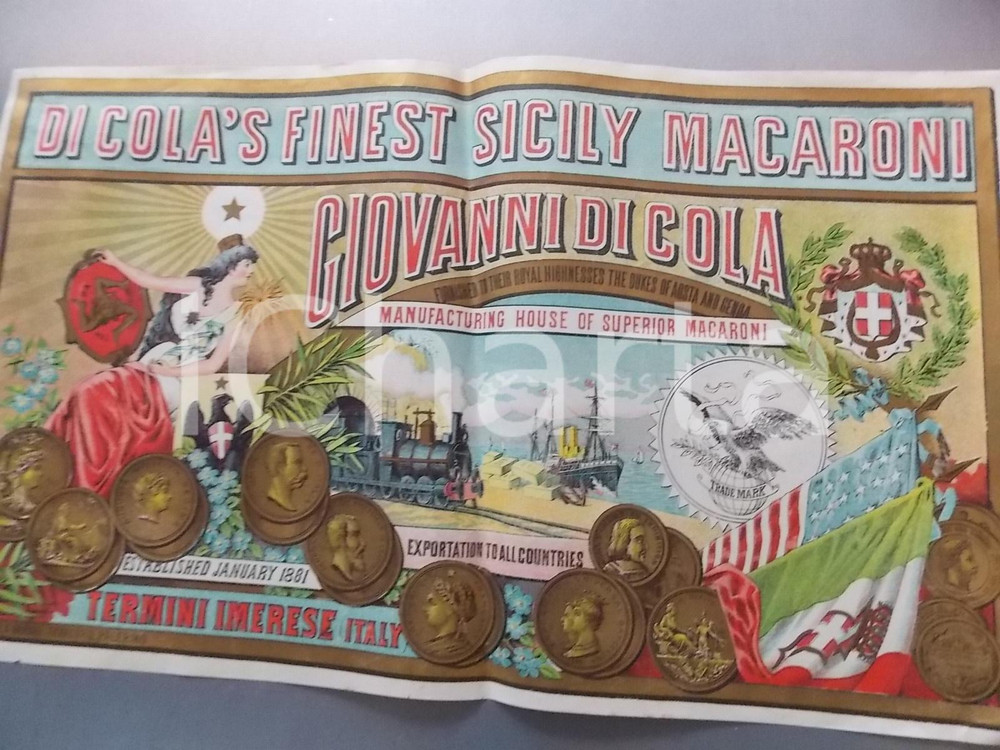 DI COLA'S FINEST SICILY MACARONI
GIOVANNI DI COLA
FURNISHED TO THEIR ROYAL HIGHNESSES THE DUKES OF AOSTA AND GENOA
MANUFACTURING HOUSE OF SUPERIOR MACARONI
TRADE MARK
EXPORTATION TO ALL COUNTRIES
ESTABLISHED JANUARY 1881
TERMINI IMERESE ITALY